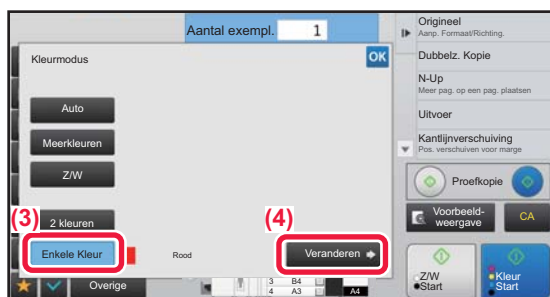 Aantal exempl. 1
Kleurmodus
OK
Auto
Meerkleuren
Z/W
(3)
2 kleuren
(4)
Enkele Kleur
Rood
Veranderen
Overige
3 B4
4 A3
A4
Origineel
Aanp. Formaat/Richting.
Dubbelz. Kopie
N-Up
Meer pag. op een pag. plaatsen
Uitvoer
Kantlijnverschuiving
Pos. verschuiven voor marge
Proefkopie
Voorbeeld-
weergave
CA
Z/W
Start
Kleur
Start